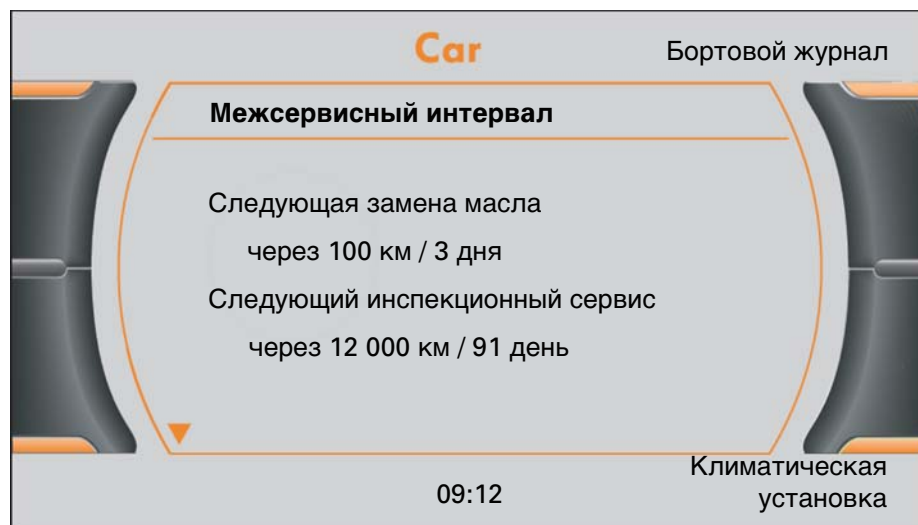 Car
Бортовой журнал
Межсервисный интервал
Следующая замена масла
через 100 км / 3 дня
Следующий инспекционный сервис
через 12 000 км / 91 день
Климатическая
установка
09:12